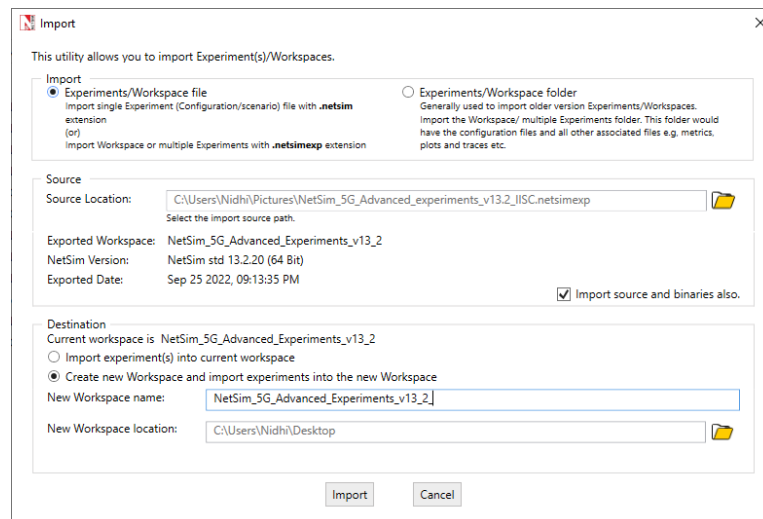 Import
This utility allows you to import Experiment(s)/Workspaces.
Import
Experiments/Workspace file
Import single Experiment (Configuration/scenario) file with .netsim
extension
(or)
Import Workspace or multiple Experiments with .netsimexp extension
Experiments/Workspace folder
Generally used to import older version Experiments/Workspaces.
Import the Workspace/ multiple Experiments folder. This folder would
have the configuration files and all other associated files e.g. metrics,
plots and traces etc.
Source
Source Location: C:\Users\Nidhi\Pictures\NetSim_5G_Advanced_experiments_v13.2_IISC.netsimexp
Select the import source path.
Exported Workspace: NetSim_5G_Advanced_Experiments_v13_2
NetSim Version: NetSim std 13.2.20 (64 Bit)
Exported Date: Sep 25 2022, 09:13:35 PM
Import source and binaries also.
Destination
Current workspace is NetSim_5G_Advanced_Experiments_v13_2
Import experiment(s) into current workspace
Create new Workspace and import experiments into the new Workspace
New Workspace name: NetSim_5G_Advanced_Experiments_v13_2_
New Workspace location: C:\Users\Nidhi\Desktop
Import Cancel